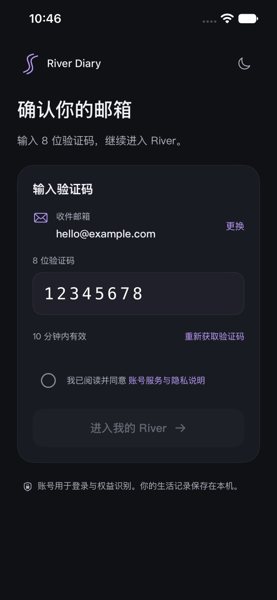 10:46
River Diary
确认你的邮箱
输入 8 位验证码，继续进入 River。
输入验证码
收件邮箱
hello@example.com
更换
8 位验证码
12345678
10 分钟内有效
重新获取验证码
我已阅读并同意 账号服务与隐私说明
进入我的 River →
账号用于登录与权益识别。你的生活记录保存在本机。